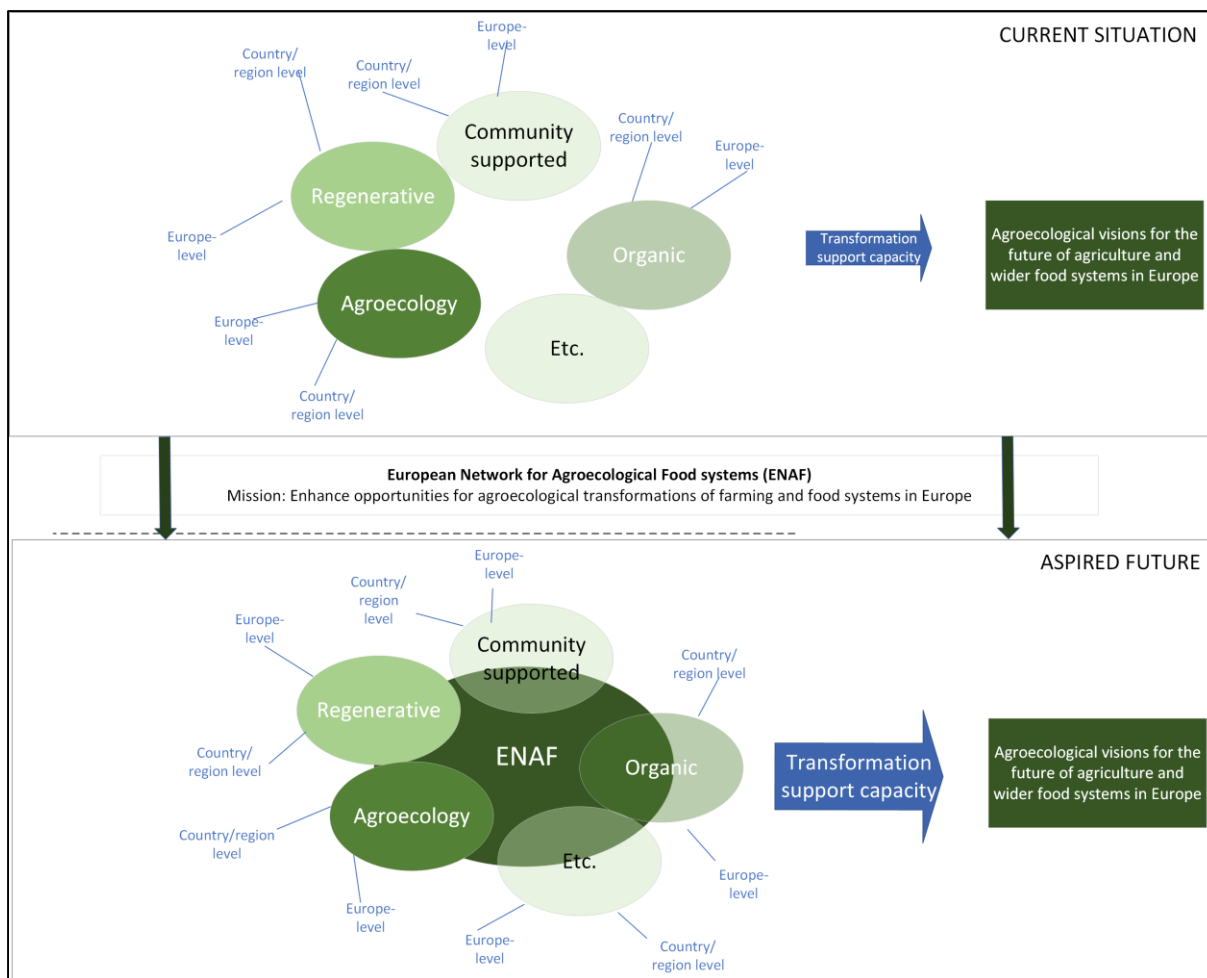 CURRENT SITUATION
Europe-
level
Country/
region level
Country/
region level
Community
supported
Country/
region level
Europe-
level
Regenerative
Europe-
level
Organic
Transformation
support capacity
Agroecological visions for the
future of agriculture and
wider food systems in Europe
Agroecology
Europe-
level
Etc.
Country/
region level
European Network for Agroecological Food systems (ENAF)
Mission: Enhance opportunities for agroecological transformations of farming and food systems in Europe
ASPIRED FUTURE
Europe-
level
Country/
region
level
Europe-
level
Community
supported
Country/
region level
Regenerative
Country/
region level
ENAF
Organic
Transformation
support capacity
Agroecological visions for the
future of agriculture and
wider food systems in Europe
Agroecology
Country/region
level
Etc.
Europe-
level
Europe-
level
Europe-
level
Country/
region level